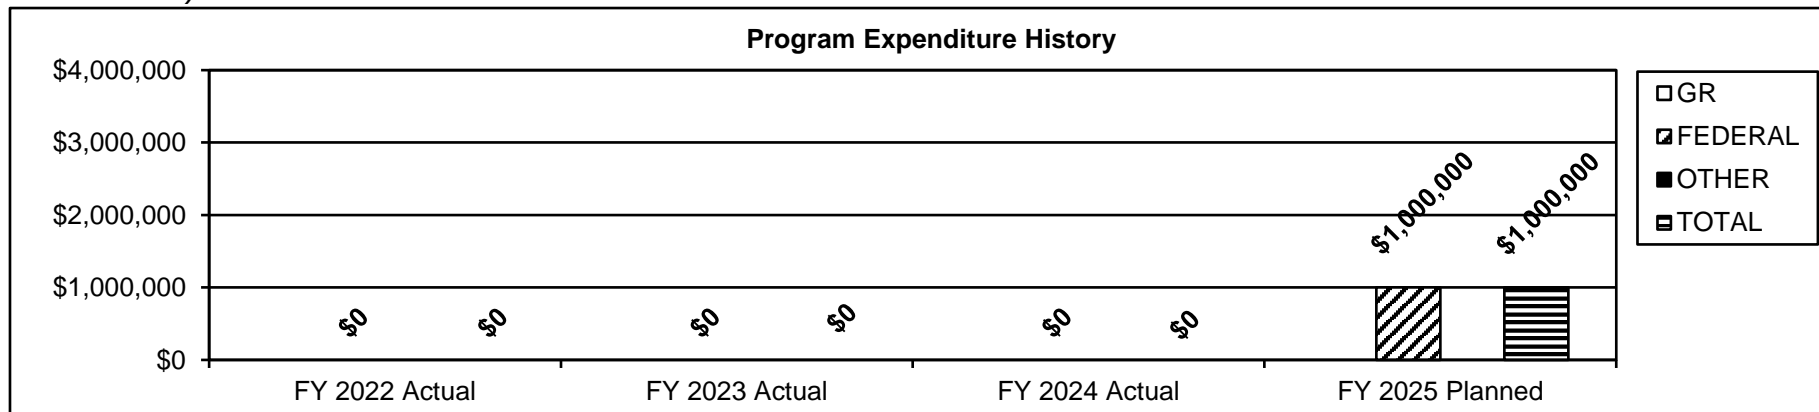 )
Program Expenditure History
$4,000,000
$3,000,000
$2,000,000
$1,000,000
$0
$0
$0
$0
$0
$0
$0
$1,000,000
$1,000,000
FY 2022 Actual
FY 2023 Actual
FY 2024 Actual
FY 2025 Planned
GR
FEDERAL
OTHER
TOTAL